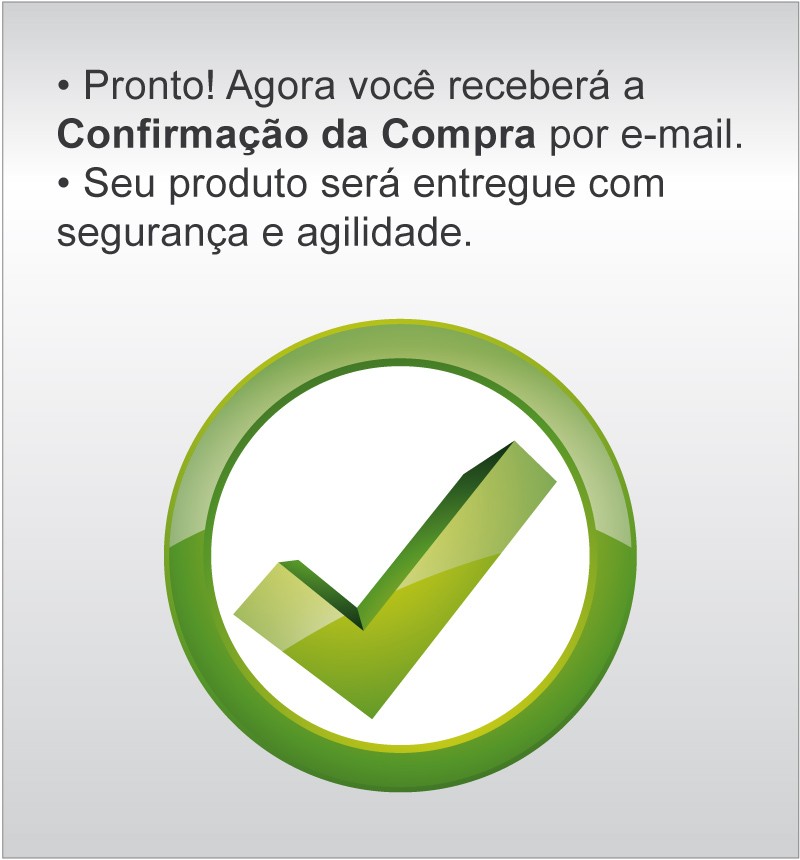 • Pronto! Agora você receberá a
Confirmação da Compra por e-mail.
• Seu produto será entregue com
segurança e agilidade.